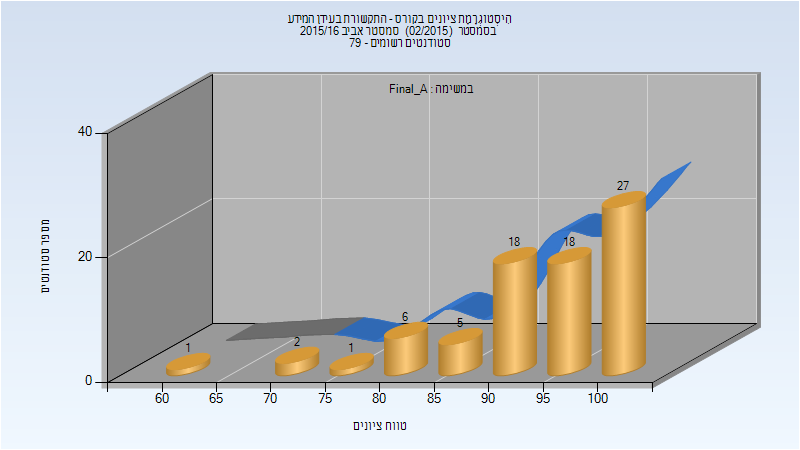 היסטוגרמת ציונים בקורס - התקשורת בעידן המידע
בסמסטר (02/2015) סמסטר אביב 2015/16
סטודנטים רשומים - 79
במשימה : Final_A
40
20
0
מספר סטודנטים
1
2
1
6
5
18
18
27
60 65 70 75 80 85 90 95 100
טווח ציונים